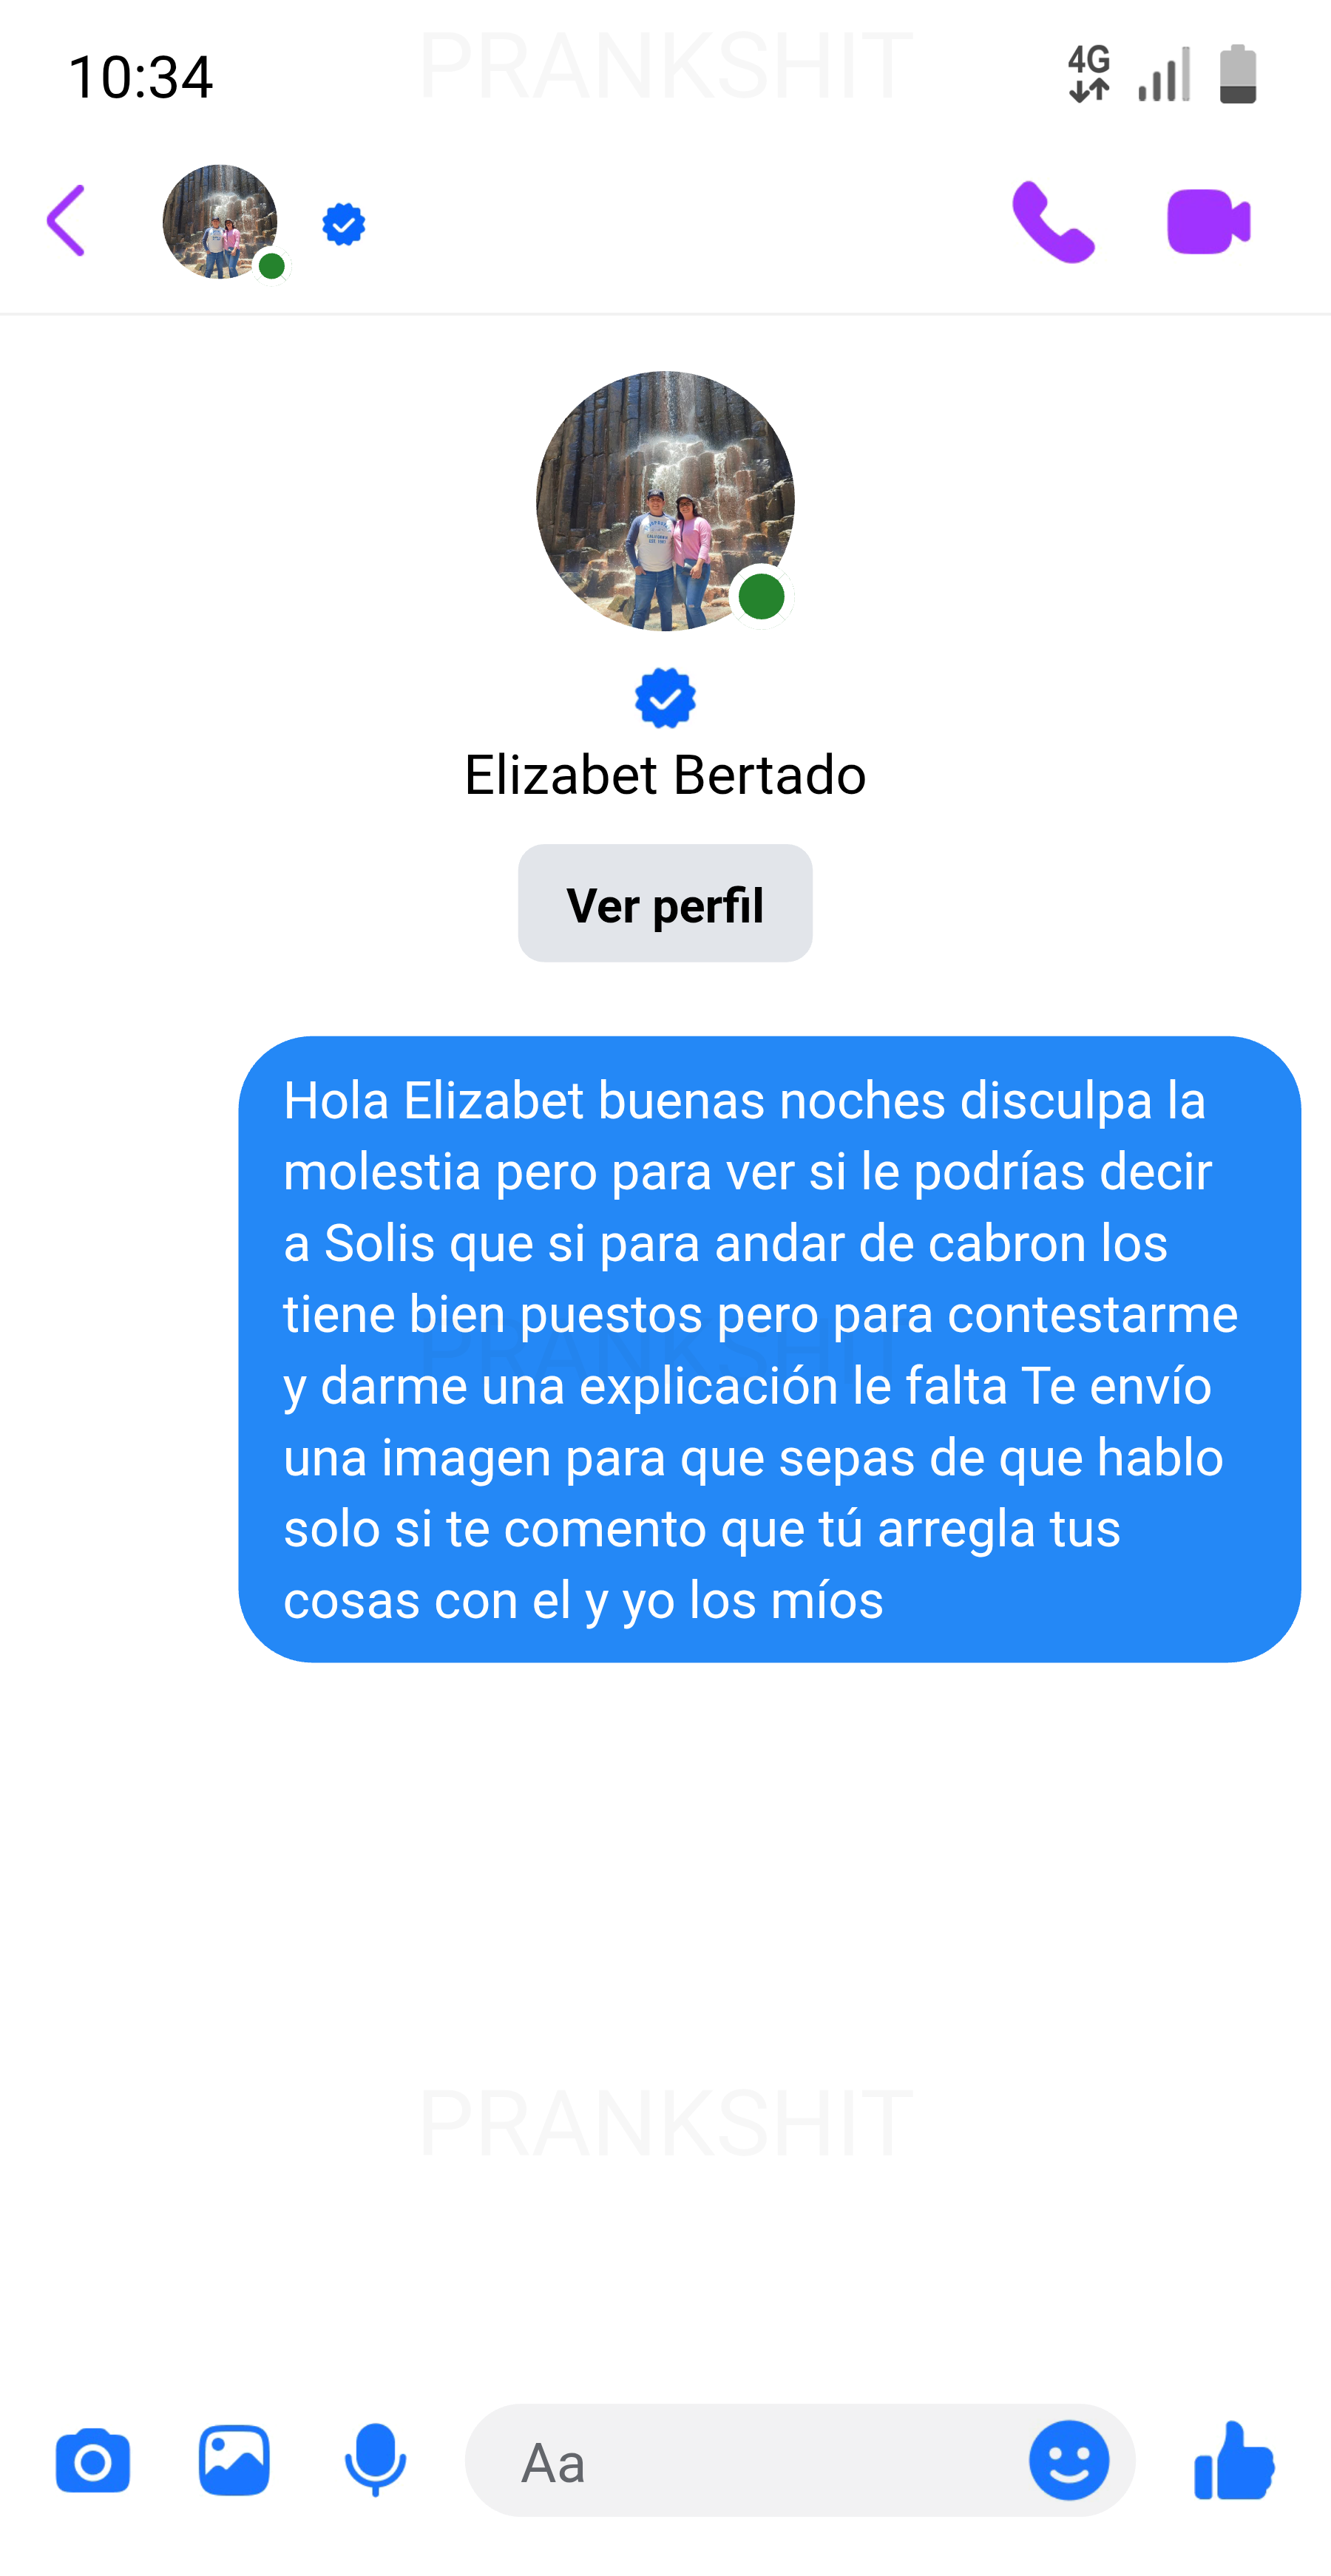 PRANKSHIT
10:34
4G
Elizabet Bertado
Ver perfil
Hola Elizabet buenas noches disculpa la
molestia pero para ver si le podrías decir
a Solis que si para andar de cabron los
tiene bien puestos pero para contestarme
PRANKSHIT
y darme una explicación le falta Te envío
una imagen para que sepas de que hablo
solo si te comento que tú arregla tus
cosas con el y yo los míos
PRANKSHIT
Aa